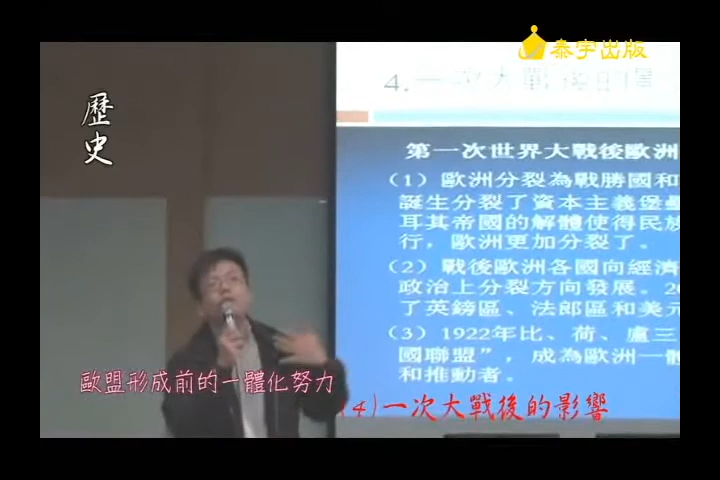 泰宇出版
歷史
4.一次大戰後的影
第一次世界大戰後歐洲
（1）歐洲分裂為戰勝國和
誕生分裂了資本主義堡
耳其帝國的解體使得民族
行，歐洲更加分裂了。
（2）戰後歐洲各國向經濟
政治上分裂方向發展。20
了英鎊區、法郎區和美元
（3）1922年比、荷、盧三
國聯盟”，成為歐洲一體
和推動者。
歐盟形成前的一體化努力
(4)一次大戰後的影響